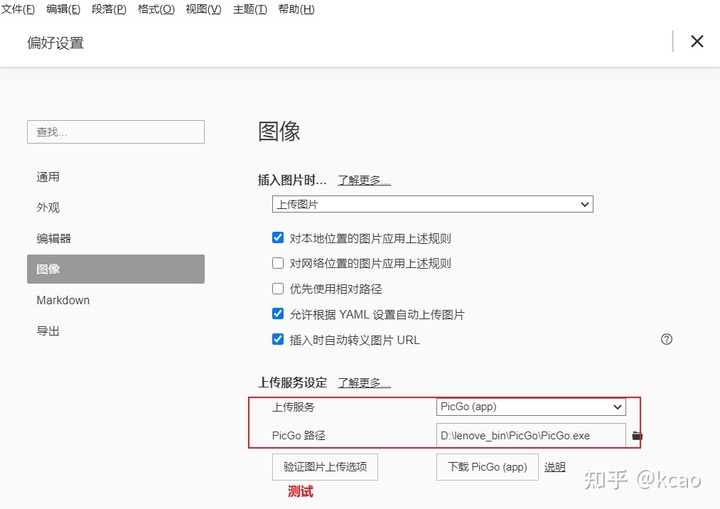 文件(F) 编辑(E) 段落(P) 格式(O) 视图(V) 主题(T) 帮助(H)
偏好设置
查找...
通用
外观
编辑器
图像
Markdown
导出
图像
插入图片时... 了解更多...
上传图片
对本地位置的图片应用上述规则
对网络位置的图片应用上述规则
优先使用相对路径
允许根据 YAML 设置自动上传图片
插入时自动转义图片 URL
上传服务设定 了解更多...
上传服务 PicGo (app)
PicGo 路径 D:\lenove_bin\PicGo\PicGo.exe
验证图片上传选项 下载 PicGo (app) 说明
测试
知乎 @kcao